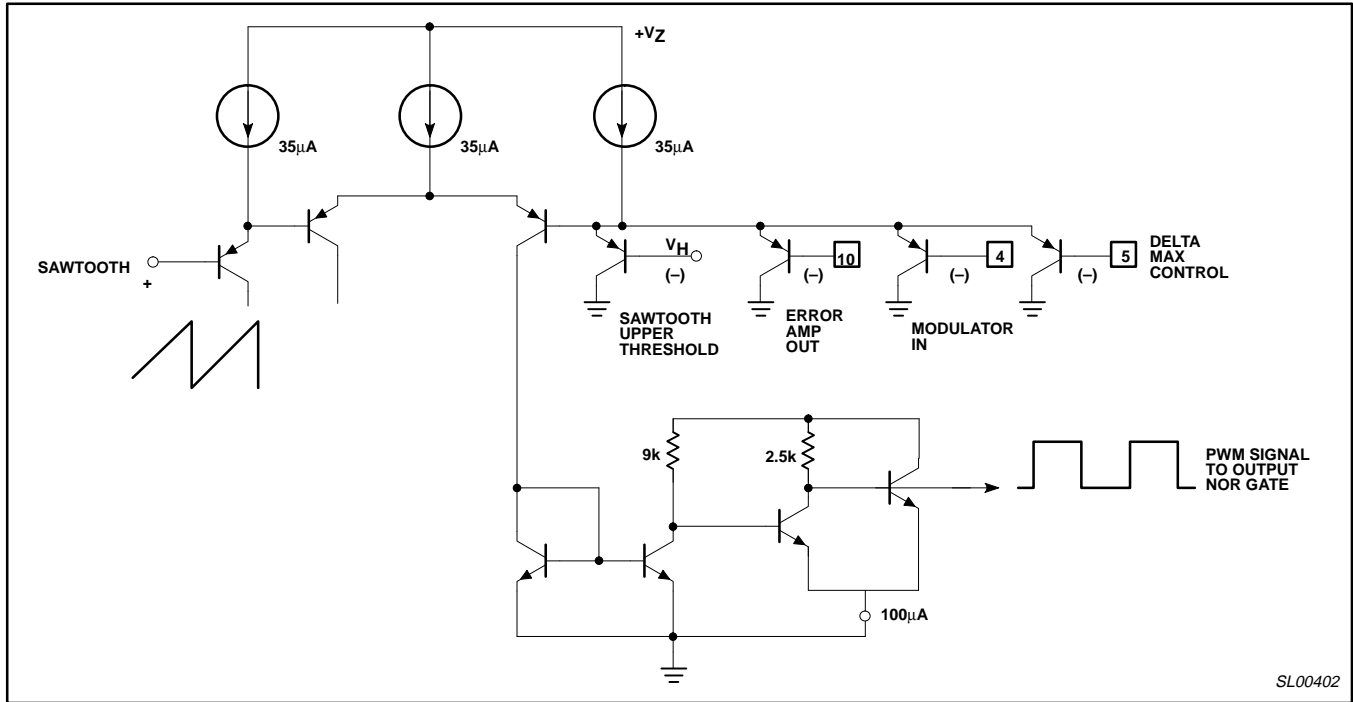 +VZ
35µA
35µA
35µA
SAWTOOTH
+
VH
(–)
SAWTOOTH
UPPER
THRESHOLD
10
(–)
ERROR
AMP
OUT
4
(–)
MODULATOR
IN
5
(–)
DELTA
MAX
CONTROL
9k
2.5k
PWM SIGNAL
TO OUTPUT
NOR GATE
100µA
SL00402